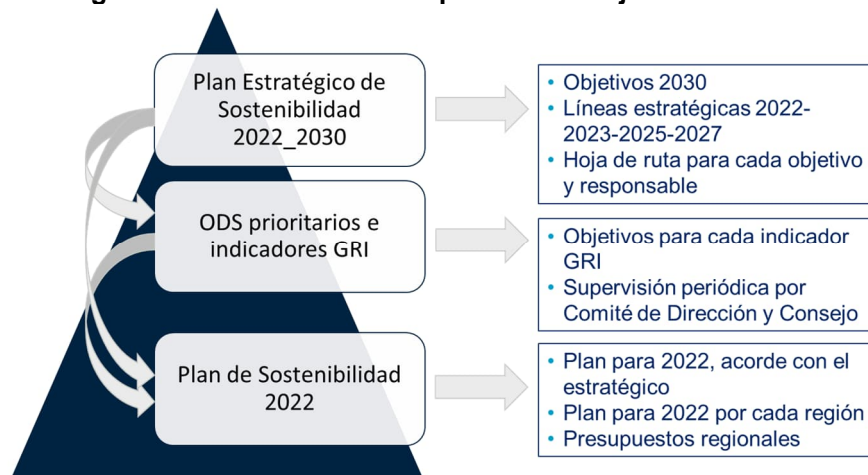 Plan Estratégico de
Sostenibilidad
2022_2030
• Objetivos 2030
• Líneas estratégicas 2022-
2023-2025-2027
• Hoja de ruta para cada objetivo
y responsable
ODS prioritarios e
indicadores GRI
• Objetivos para cada indicador
GRI
• Supervisión periódica por
Comité de Dirección y Consejo
Plan de Sostenibilidad
2022
• Plan para 2022, acorde con el
estratégico
• Plan para 2022 por cada región
• Presupuestos regionales